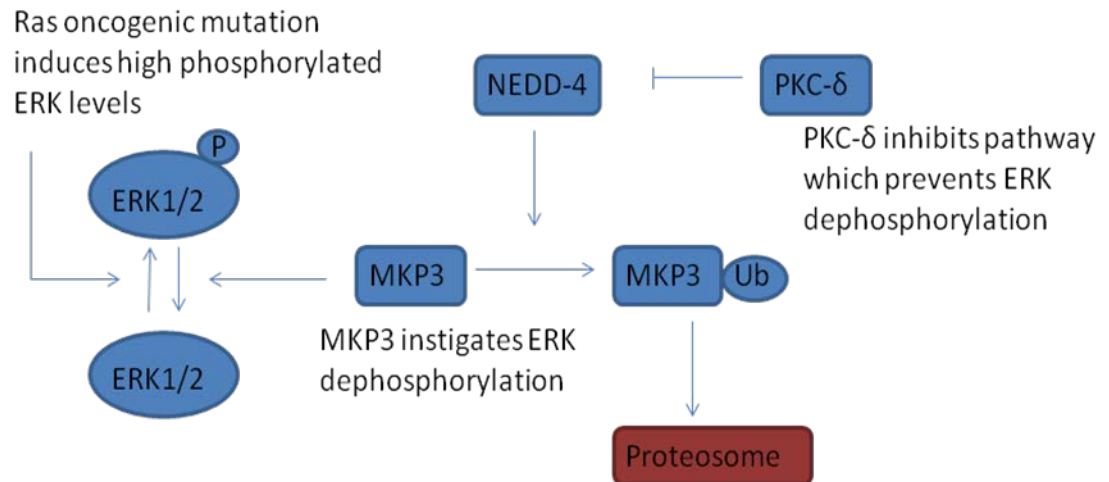 Ras oncogenic mutation
induces high phosphorylated
ERK levels
NEDD-4
PKC-δ
P
ERK1/2
PKC-δ inhibits pathway
which prevents ERK
dephosphorylation
MKP3
MKP3
Ub
MKP3 instigates ERK
dephosphorylation
ERK1/2
Proteosome